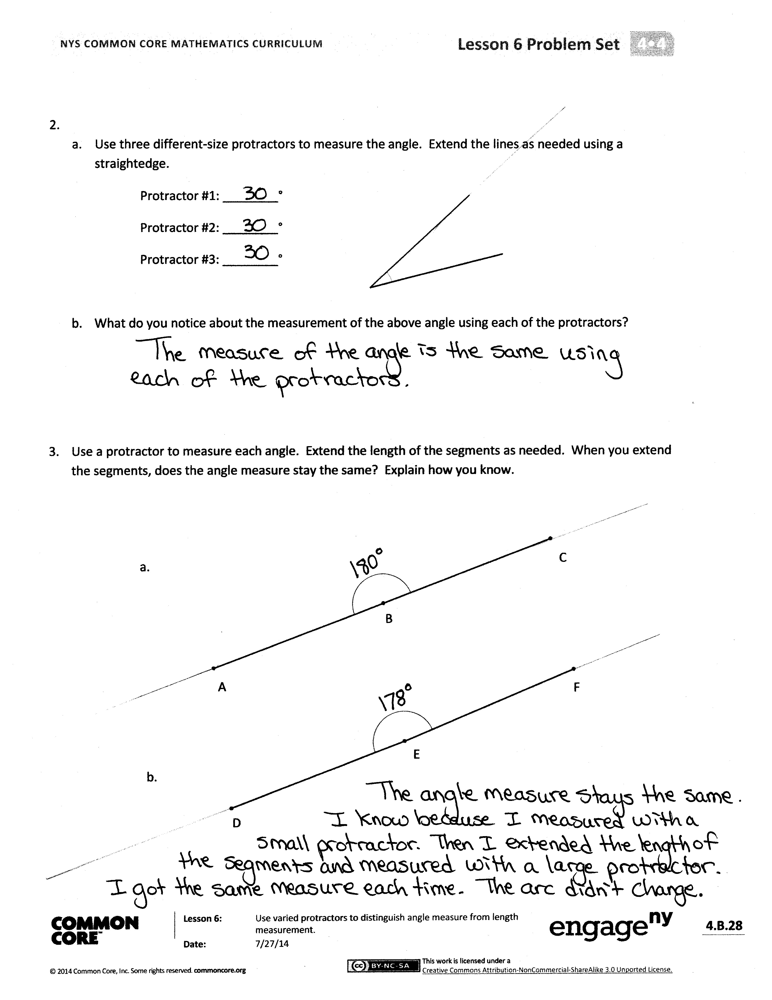 NYS COMMON CORE MATHEMATICS CURRICULUM
Lesson 6 Problem Set 4•4
2.
a. Use three different-size protractors to measure the angle. Extend the lines as needed using a
straightedge.
Protractor #1: 30 °
Protractor #2: 30 °
Protractor #3: 30 °
b. What do you notice about the measurement of the above angle using each of the protractors?
The measure of the angle is the same using
each of the protractors.
3. Use a protractor to measure each angle. Extend the length of the segments as needed. When you extend
the segments, does the angle measure stay the same? Explain how you know.
a.
180°
C
B
A
178°
F
E
b.
D
The angle measure stays the same.
I know because I measured with a
small protractor. Then I extended the length of
the segments and measured with a large protractor.
I got the same measure each time. The arc didn't change.
COMMON
CORE™
Lesson 6:
Use varied protractors to distinguish angle measure from length
measurement.
Date:
7/27/14
engage ny
4.B.28
© 2014 Common Core, Inc. Some rights reserved. commoncore.org
cc BY-NC-SA
This work is licensed under a
Creative Commons Attribution-NonCommercial-ShareAlike 3.0 Unported License.